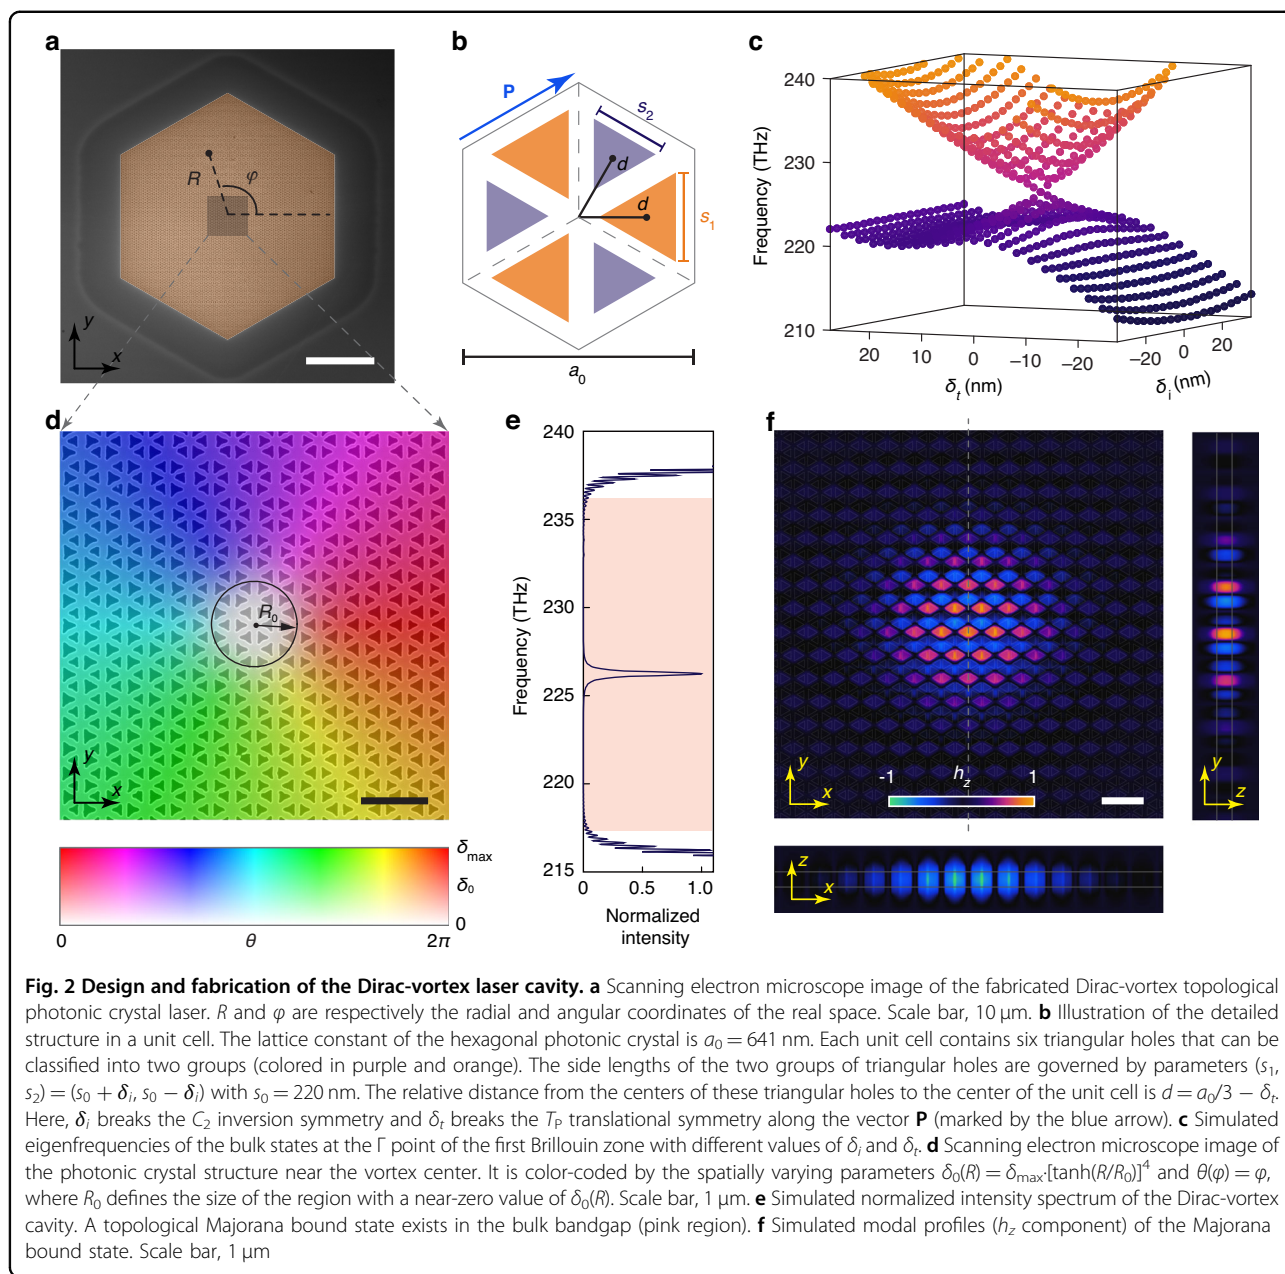 a
R
φ
y
x
b
P
s2
d
d
s1
a0
c
240
230
220
210
Frequency (THz)
20
10
0
−10
−20
δt (nm)
−20
0
20
δi (nm)
d
R0
y
x
δmax
δ0
0
0
θ
2π
e
240
235
230
225
220
215
Frequency (THz)
0
0.5
1.0
Normalized
intensity
f
-1
hz
1
y
x
y
z
z
x
Fig. 2 Design and fabrication of the Dirac-vortex laser cavity. a Scanning electron microscope image of the fabricated Dirac-vortex topological
photonic crystal laser. R and φ are respectively the radial and angular coordinates of the real space. Scale bar, 10 μm. b Illustration of the detailed
structure in a unit cell. The lattice constant of the hexagonal photonic crystal is a0 = 641 nm. Each unit cell contains six triangular holes that can be
classified into two groups (colored in purple and orange). The side lengths of the two groups of triangular holes are governed by parameters (s1,
s2) = (s0 + δi, s0 − δi) with s0 = 220 nm. The relative distance from the centers of these triangular holes to the center of the unit cell is d = a0/3 − δt.
Here, δi breaks the C2 inversion symmetry and δt breaks the TP translational symmetry along the vector P (marked by the blue arrow). c Simulated
eigenfrequencies of the bulk states at the Γ point of the first Brillouin zone with different values of δi and δt. d Scanning electron microscope image of
the photonic crystal structure near the vortex center. It is color-coded by the spatially varying parameters δ0(R) = δmax·[tanh(R/R0)]^4 and θ(φ) = φ,
where R0 defines the size of the region with a near-zero value of δ0(R). Scale bar, 1 μm. e Simulated normalized intensity spectrum of the Dirac-vortex
cavity. A topological Majorana bound state exists in the bulk bandgap (pink region). f Simulated modal profiles (hz component) of the Majorana
bound state. Scale bar, 1 μm